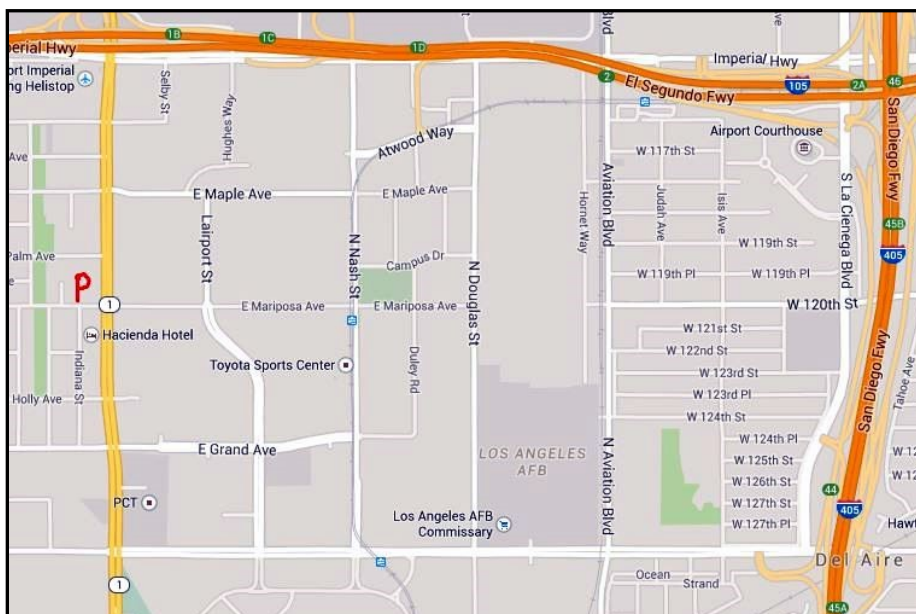 1B
1C
1D
Blvd
perial Hwy
Imperial Hwy
2
El Segundo Fwy
105
2A
46
ort Imperial
ng Helistop
Selby St
Hughes Way
Atwood Way
San Diego Fwy
Airport Courthouse
W 117th St
Ave
E Maple Ave
E Maple Ave
Aviation Blvd
Judah Ave
Isis Ave
S La Cienega Blvd
Hornet Way
Lairport St
N Nash St
45B
W 119th St
405
Palm Ave
Campus Dr
N Douglas St
W 119th Pl
W 119th Pl
P
e
1
E Mariposa Ave
E Mariposa Ave
W 120th St
Hacienda Hotel
W 121st St
W 122nd St
Toyota Sports Center
Indiana St
Duley Rd
W 123rd St
San Diego Fwy
Tahoe Ave
W 123rd Pl
Holly Ave
W 124th St
E Grand Ave
LOS ANGELES
AFB
N Aviation Blvd
W 124th Pl
W 12
W 125th St
W 126th St
W 12
44
PCT
W 127th St
405
Los Angeles AFB
Commissary
W 127th Pl
Hawt
Del Aire
1
Ocean
Strand
45A